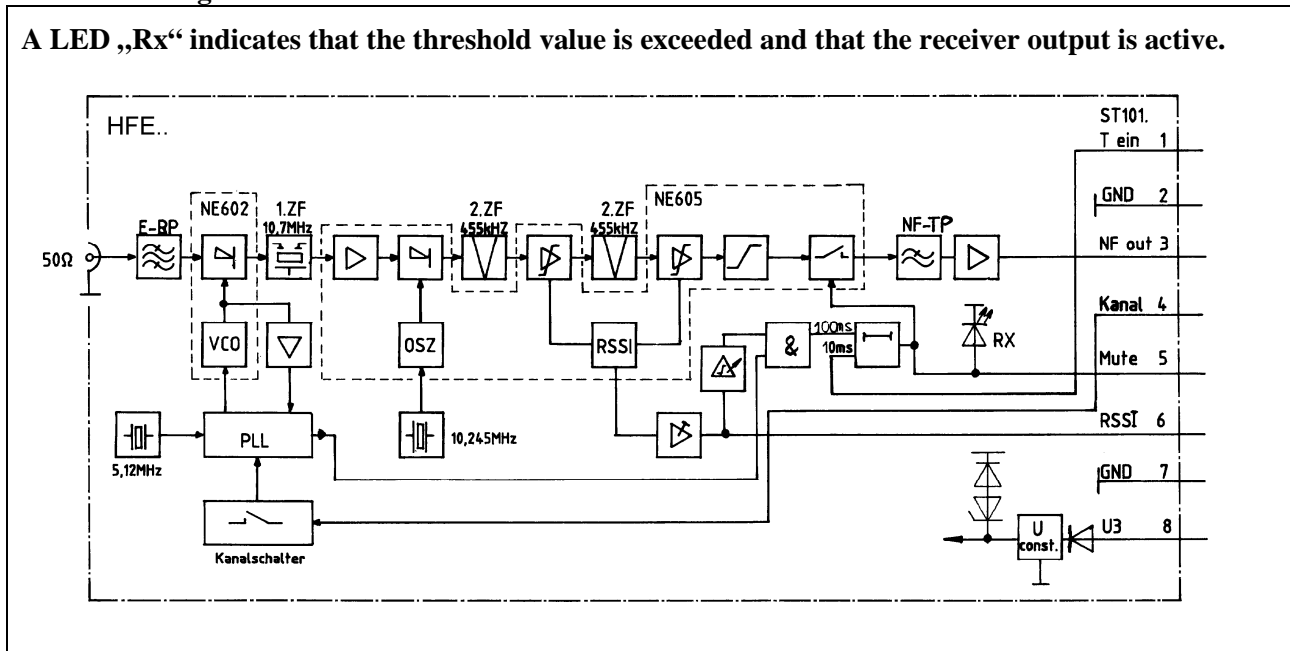 A LED „Rx“ indicates that the threshold value is exceeded and that the receiver output is active.
HFE..
ST101.
T ein 1
GND 2
NF out 3
Kanal 4
Mute 5
RSSI 6
GND 7
U3 8
50Ω
E-BP
NE602
1.ZF
10,7MHz
2.ZF
455kHZ
2.ZF
455kHZ
NE605
NF-TP
VCO
OSZ
RSSI
&
100ms
10ms
RX
PLL
5,12MHz
10,245MHz
Kanalschalter
U
const.